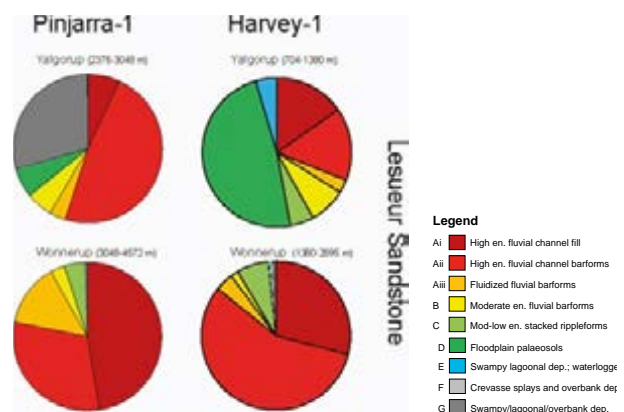 Pinjarra-1
Harvey-1
Yalgorup (2376-3048 m)
Yalgorup (704-1380 m)
Lesueur Sandstone
Wonnerup (3048-4572 m)
Wonnerup (1380-2895 m)
Legend
Ai High en. fluvial channel fill
Aii High en. fluvial channel barforms
Aiii Fluidized fluvial barforms
B Moderate en. fluvial barforms
C Mod-low en. stacked rippleforms
D Floodplain palaeosols
E Swampy lagoonal dep.; waterlogge
F Crevasse splays and overbank dep
G Swampy/lagoonal/overbank dep.